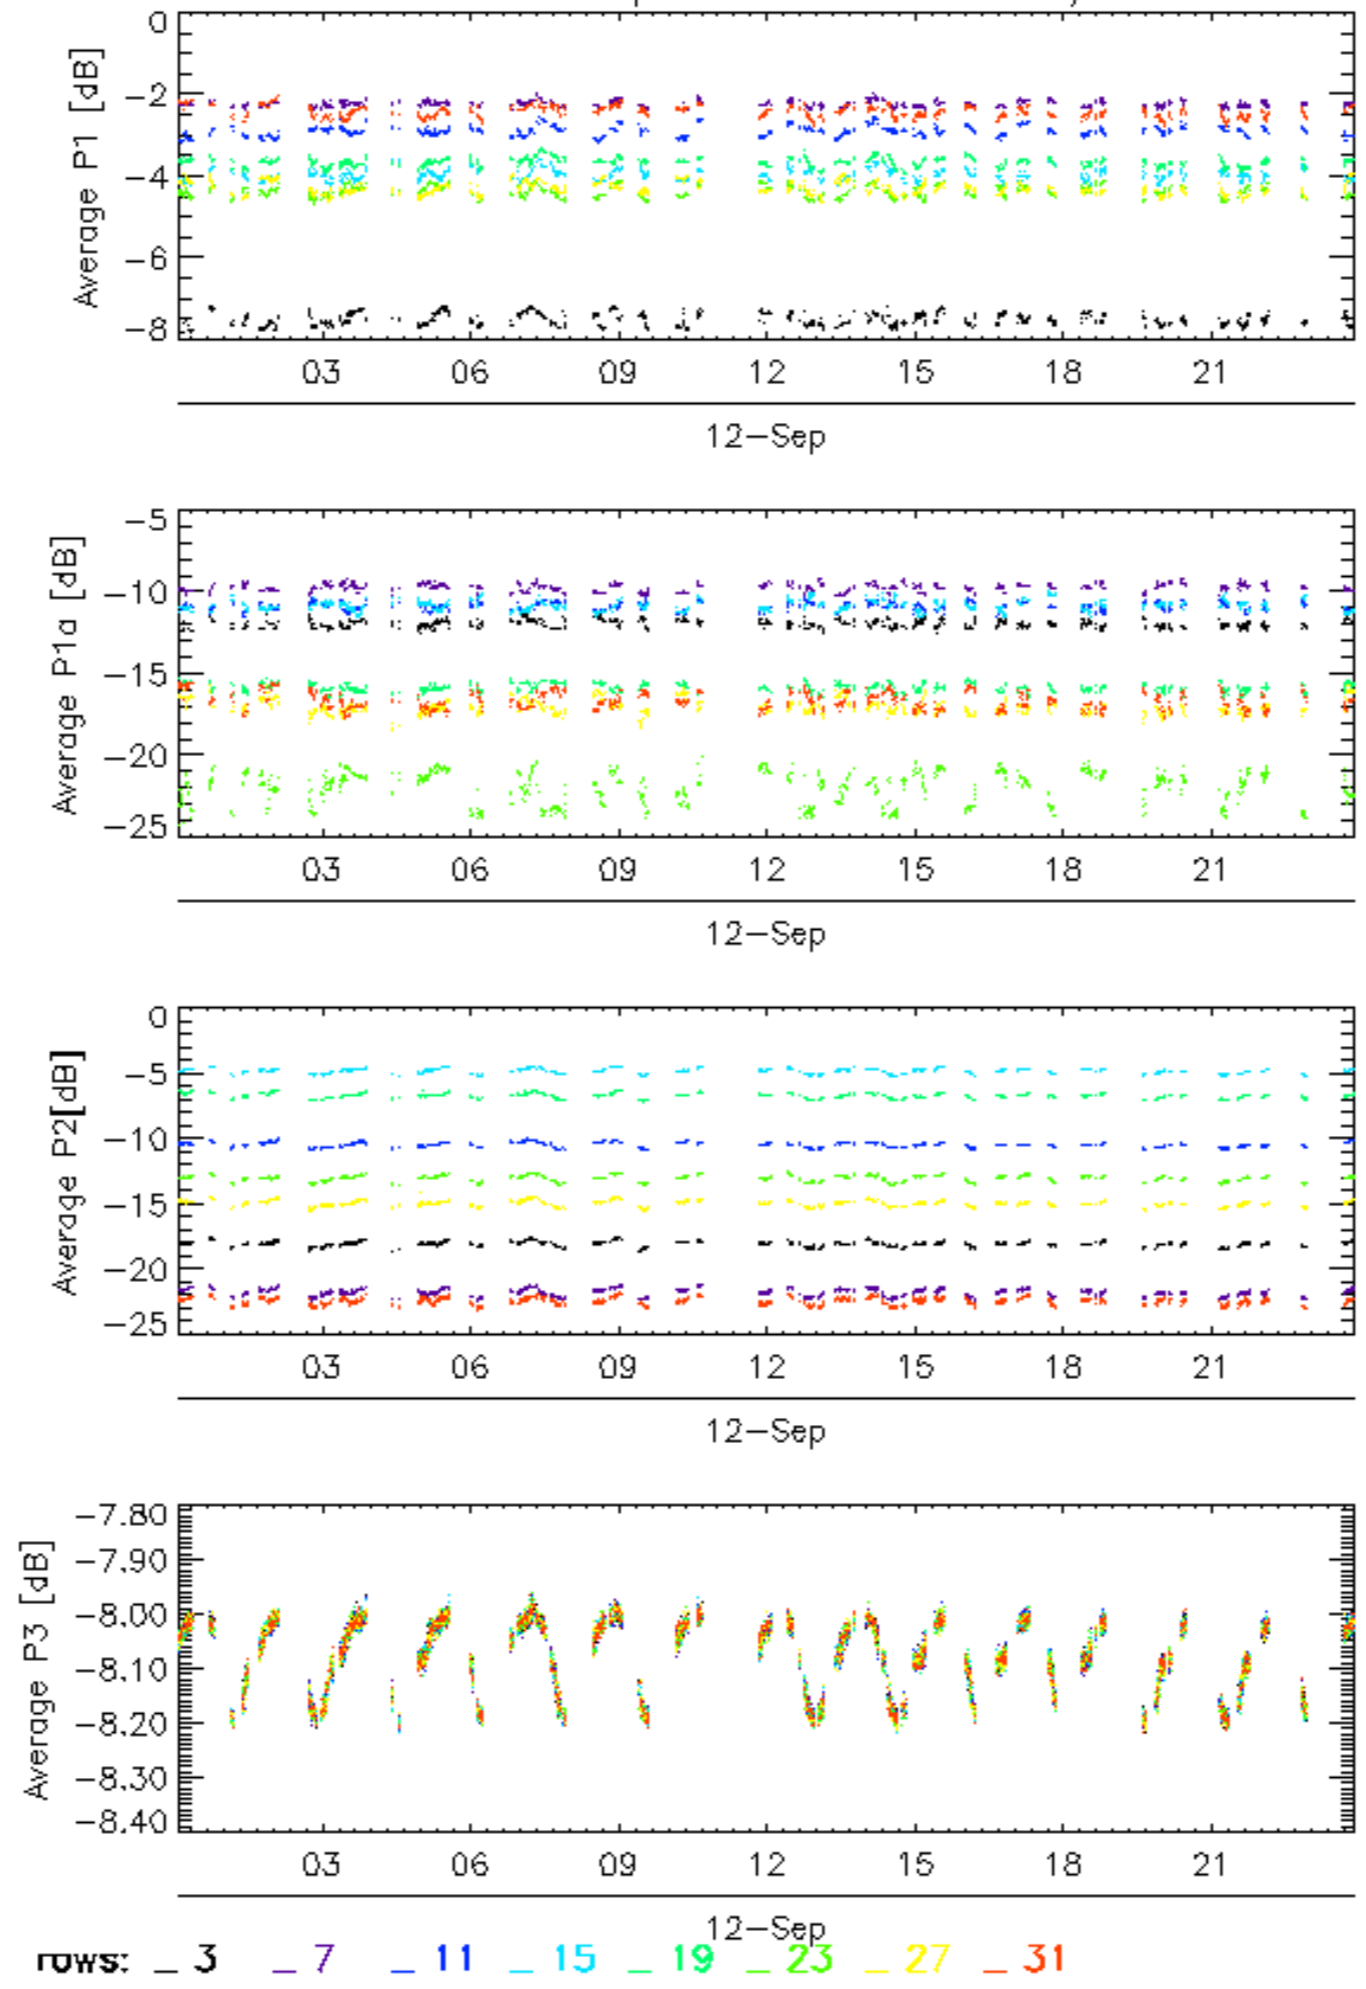 0
Average P1 [dB]
-2
-4
-6
-8
03 06 09 12 15 18 21
12-Sep
-5
Average P1a [dB]
-10
-15
-20
-25
03 06 09 12 15 18 21
12-Sep
0
Average P2[dB]
-5
-10
-15
-20
-25
03 06 09 12 15 18 21
12-Sep
-7.80
Average P3 [dB]
-7.90
-8.00
-8.10
-8.20
-8.30
-8.40
03 06 09 12 15 18 21
12-Sep
rows: _ 3 _ 7 _ 11 _ 15 _ 19 _ 23 _ 27 _ 31